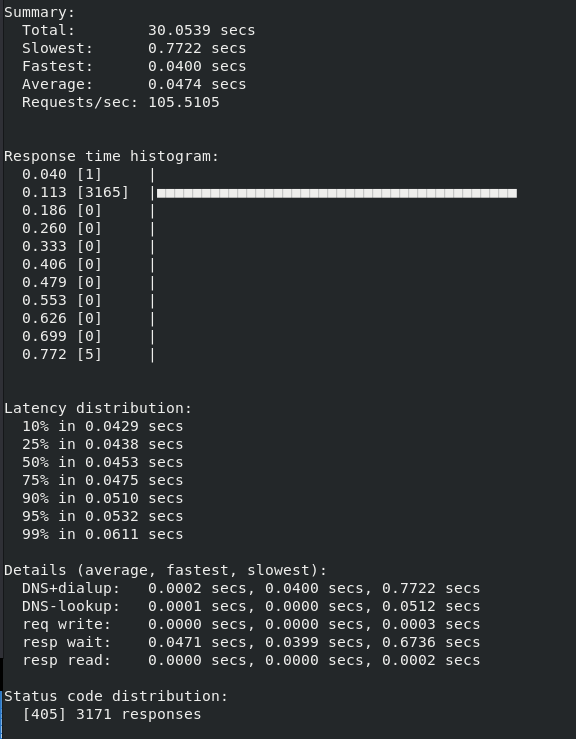 Summary:
  Total:        30.0539 secs
  Slowest:      0.7722 secs
  Fastest:      0.0400 secs
  Average:      0.0474 secs
  Requests/sec: 105.5105
Response time histogram:
  0.040 [1]     |
  0.113 [3165]  |■■■■■■■■■■■■■■■■■■■■■■■■■■■■■■■■■■■■■■■■
  0.186 [0]     |
  0.260 [0]     |
  0.333 [0]     |
  0.406 [0]     |
  0.479 [0]     |
  0.553 [0]     |
  0.626 [0]     |
  0.699 [0]     |
  0.772 [5]     |
Latency distribution:
  10% in 0.0429 secs
  25% in 0.0438 secs
  50% in 0.0453 secs
  75% in 0.0475 secs
  90% in 0.0510 secs
  95% in 0.0532 secs
  99% in 0.0611 secs
Details (average, fastest, slowest):
  DNS+dialup:   0.0002 secs, 0.0400 secs, 0.7722 secs
  DNS-lookup:   0.0001 secs, 0.0000 secs, 0.0512 secs
  req write:    0.0000 secs, 0.0000 secs, 0.0003 secs
  resp wait:    0.0471 secs, 0.0399 secs, 0.6736 secs
  resp read:    0.0000 secs, 0.0000 secs, 0.0002 secs
Status code distribution:
  [405] 3171 responses